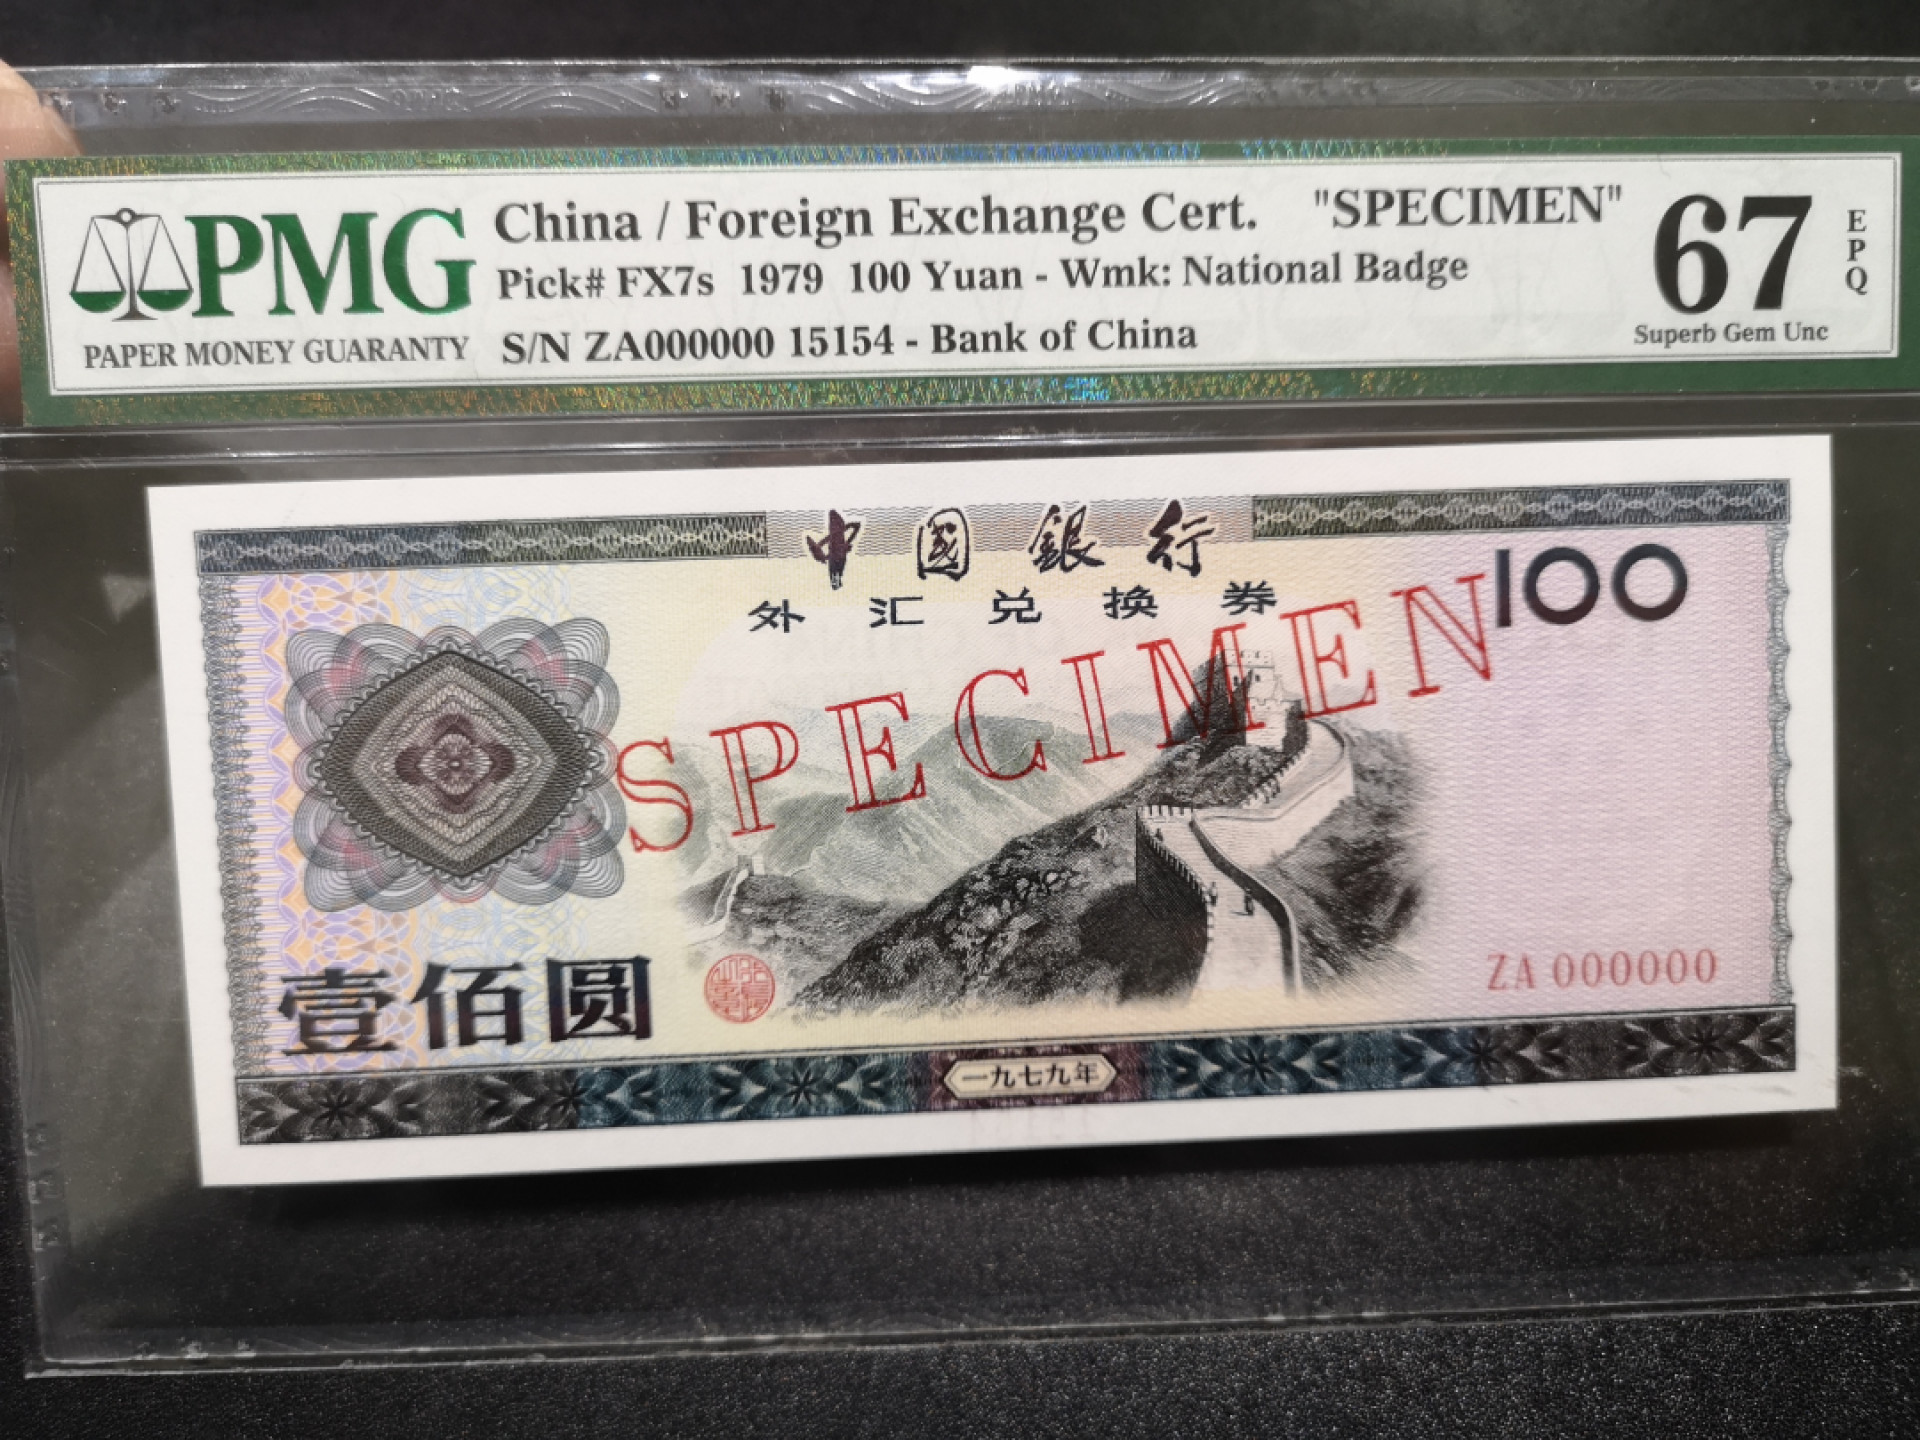 PMG
PAPER MONEY GUARANTY
China / Foreign Exchange Cert. "SPECIMEN"
Pick# FX7s 1979 100 Yuan - Wmk: National Badge
S/N ZA000000 15154 - Bank of China
67
EPQ
Superb Gem Unc
中國銀行
外汇兑换券
100
SPECIMEN
壹佰圆
ZA 000000
一九七九年